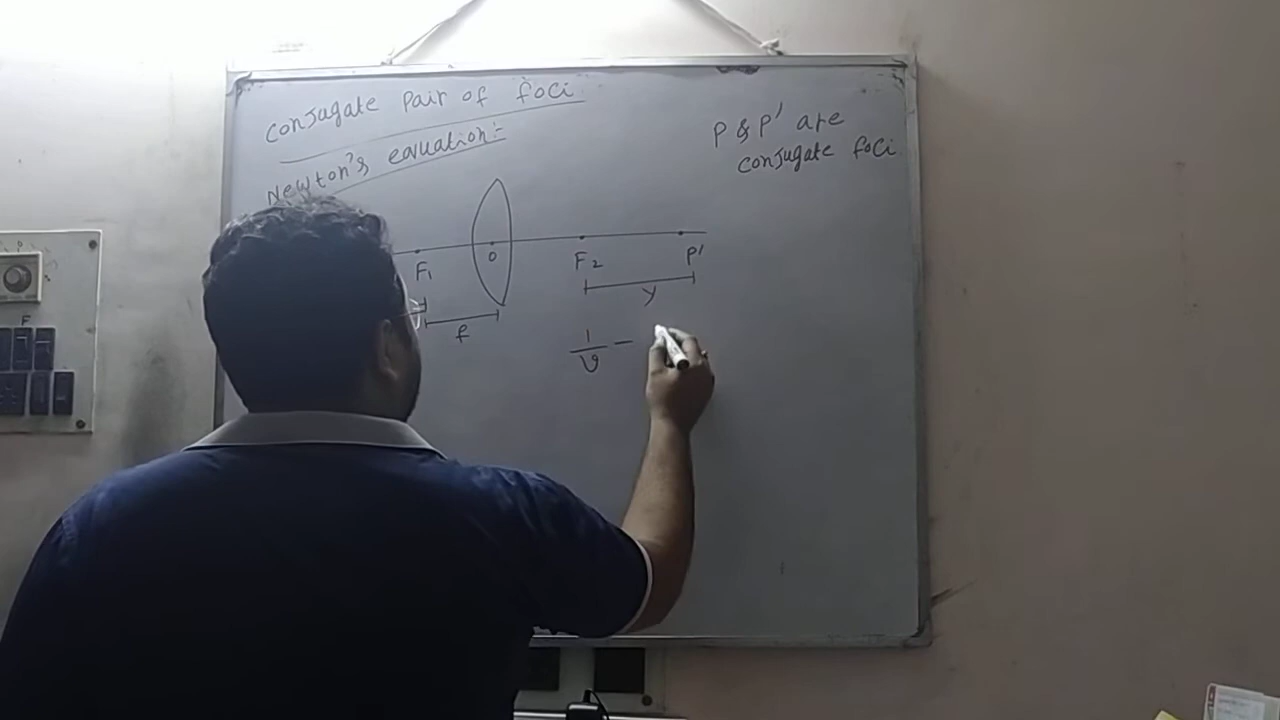 Conjugate Pair of foci
P & P' are
conjugate foci
Newton's equation:-
F₁
O
F₂
P'
y
f
1/v -